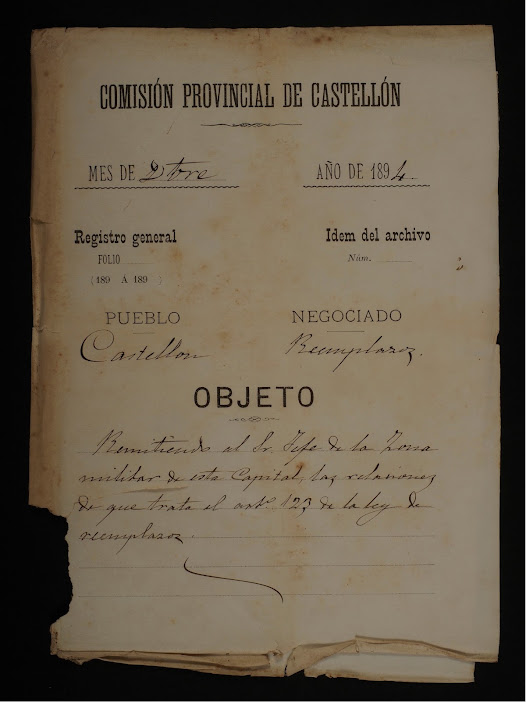 COMISIÓN PROVINCIAL DE CASTELLÓN
MES DE Dbre AÑO DE 1894.
Registro general Idem del archivo
FOLIO Núm.
(189 Á 189 )
PUEBLO NEGOCIADO
Castellon Reemplazos.
OBJETO
Remitiendo al Sr. Jefe de la Zona
militar de esta Capital, las relaciones
de que trata el artº. 123 de la ley de
reemplazos.